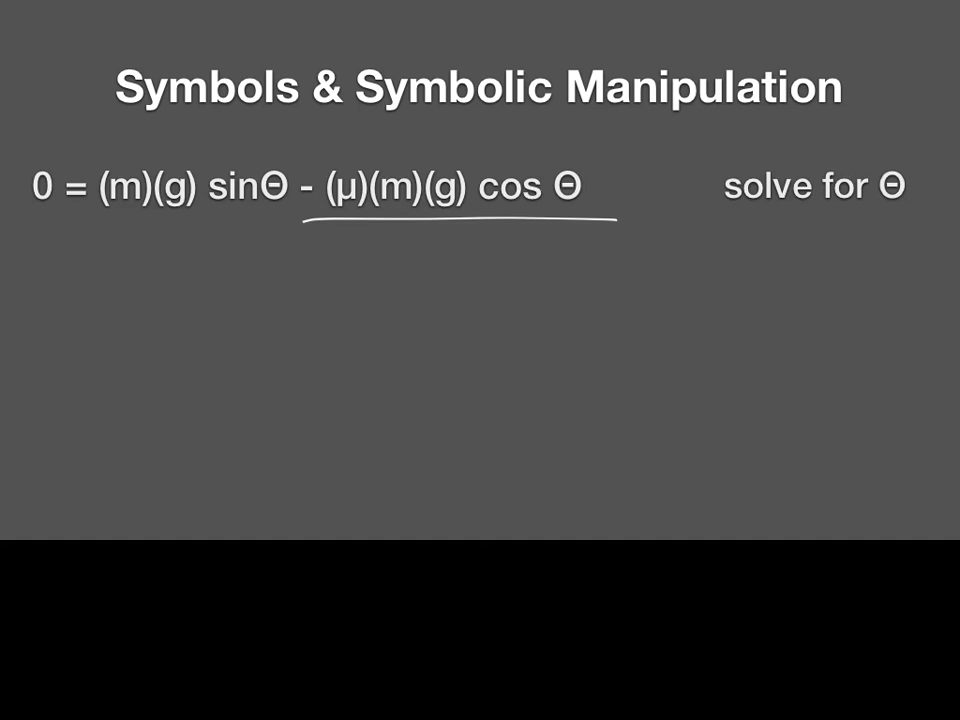 Symbols & Symbolic Manipulation
0 = (m)(g) sinΘ - (μ)(m)(g) cos Θ solve for Θ